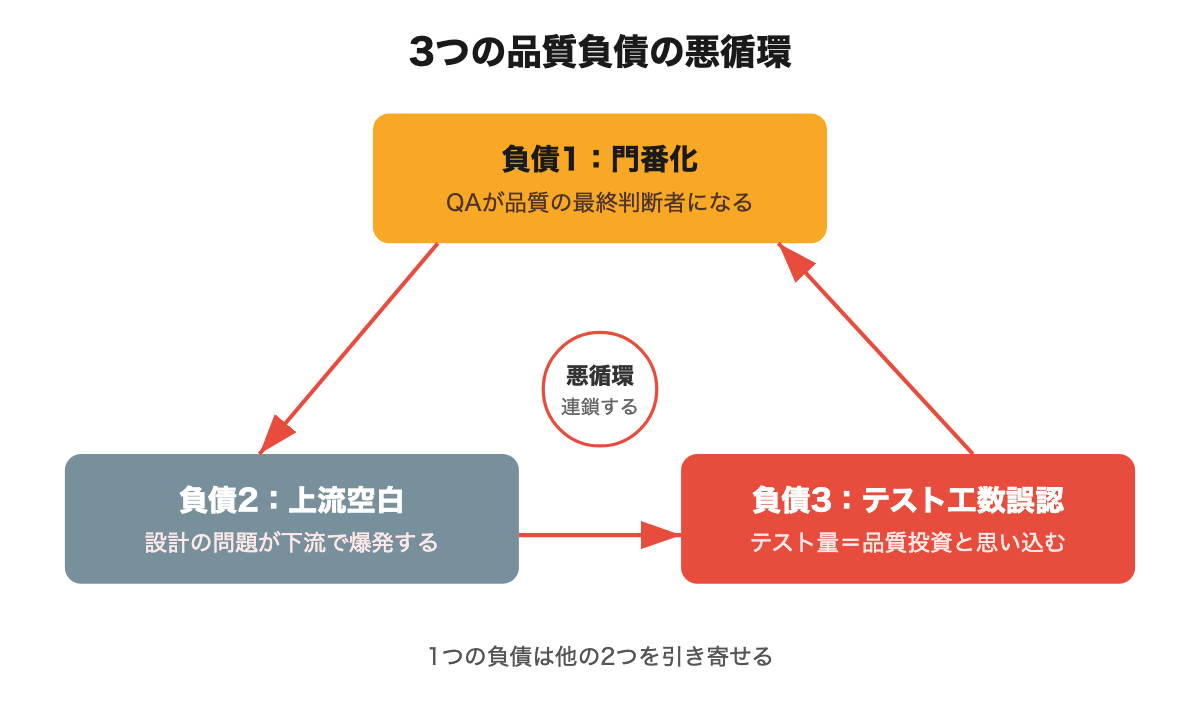 3つの品質負債の悪循環
負債1：門番化
QAが品質の最終判断者になる
悪循環
連鎖する
負債2：上流空白
設計の問題が下流で爆発する
負債3：テスト工数誤認
テスト量＝品質投資と思い込む
1つの負債は他の2つを引き寄せる